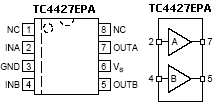 TC4427EPA TC4427EPA
NC 1 8 NC
INA 2 7 OUTA
GND 3 6 VS
INB 4 5 OUTB
2 A 7
4 B 5